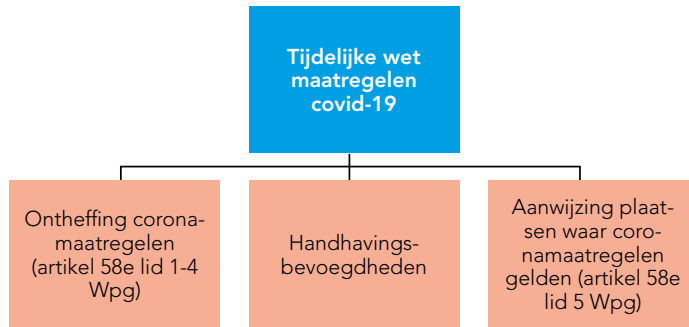 Tijdelijke wet
maatregelen
covid-19
Ontheffing corona-
maatregelen
(artikel 58e lid 1-4
Wpg)
Handhavings-
bevoegdheden
Aanwijzing plaat-
sen waar coro-
namaatregelen
gelden (artikel 58e
lid 5 Wpg)